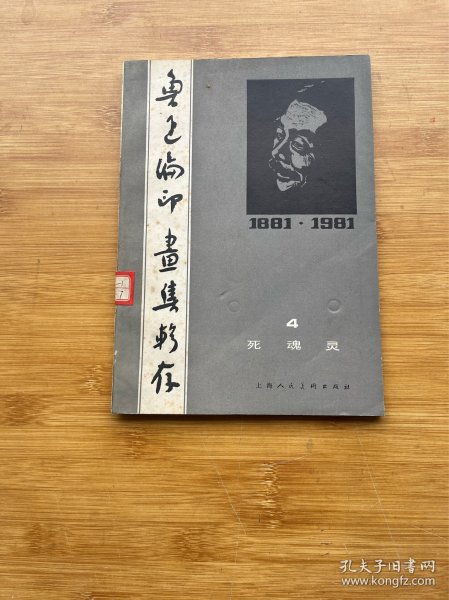 鲁迅编印画集辑存
1881·1981
4
死魂灵
上海人民美术出版社
孔夫子旧书网
www.kongfz.com